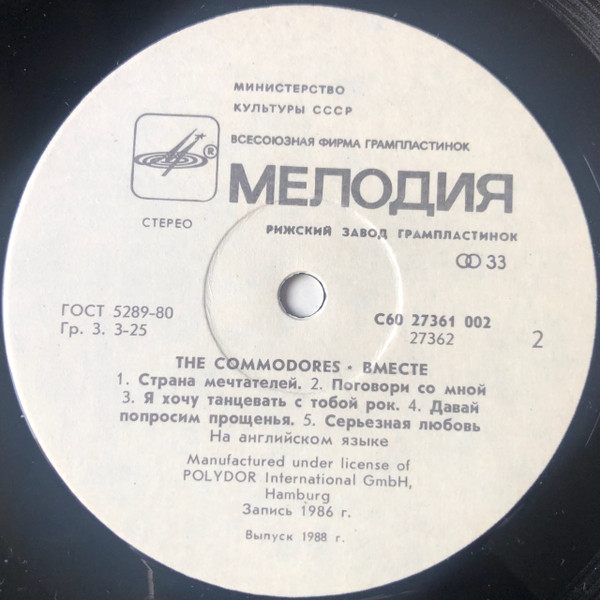 МИНИСТЕРСТВО
КУЛЬТУРЫ СССР
ВСЕСОЮЗНАЯ ФИРМА ГРАМПЛАСТИНОК
®
МЕЛОДИЯ
СТЕРЕО
РИЖСКИЙ ЗАВОД ГРАМПЛАСТИНОК
33
ГОСТ 5289-80
Гр. 3. 3-25
С60 27361 002
27362
2
THE COMMODORES · ВМЕСТЕ
1. Страна мечтателей. 2. Поговори со мной
3. Я хочу танцевать с тобой рок. 4. Давай
попросим прощенья. 5. Серьезная любовь
На английском языке
Manufactured under license of
POLYDOR International GmbH,
Hamburg
Запись 1986 г.
Выпуск 1988 г.